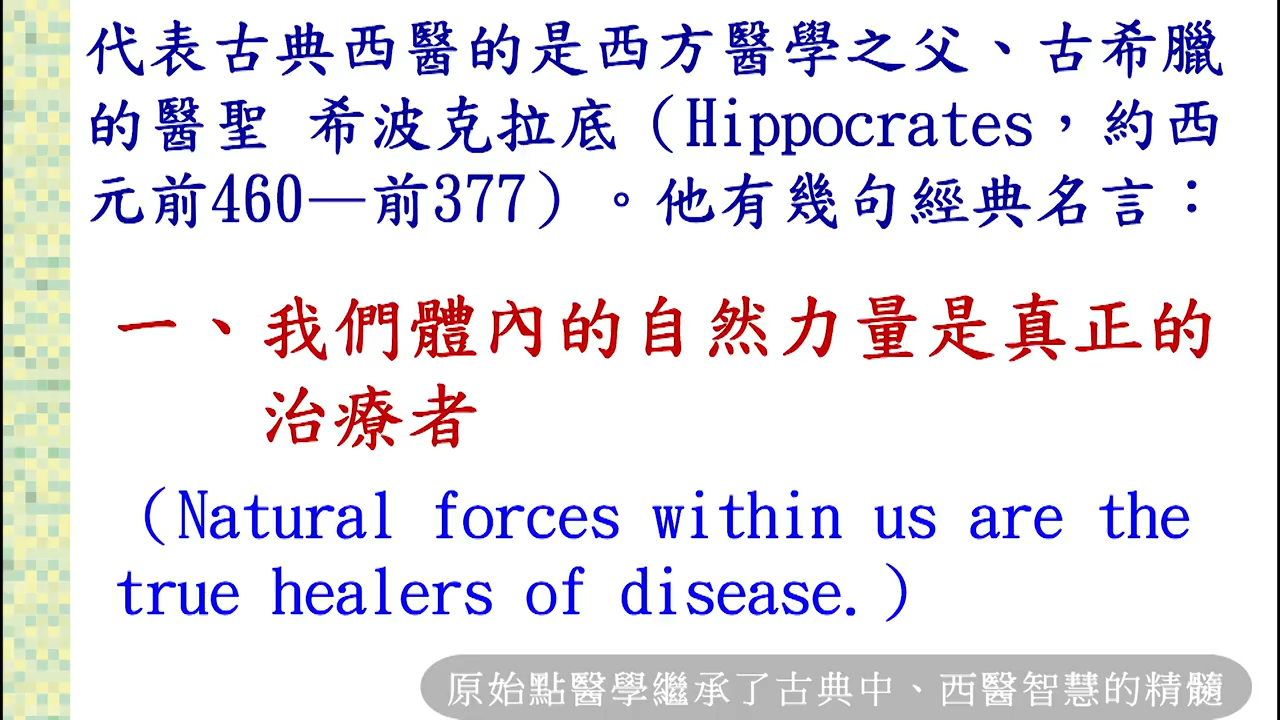 代表古典西醫的是西方醫學之父、古希臘
的醫聖 希波克拉底（Hippocrates，約西
元前460—前377）。他有幾句經典名言：
一、我們體內的自然力量是真正的
治療者
（Natural forces within us are the
true healers of disease.）
原始點醫學繼承了古典中、西醫智慧的精髓